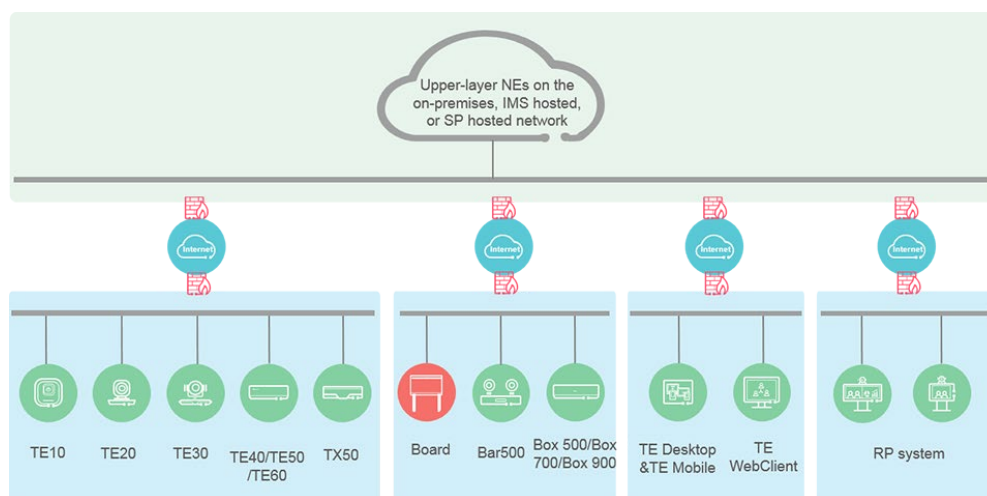 Upper-layer NEs on the
on-premises, IMS hosted,
or SP hosted network
Internet
Internet
Internet
Internet
TE10
TE20
TE30
TE40/TE50
/TE60
TX50
Board
Bar500
Box 500/Box
700/Box 900
TE Desktop
&TE Mobile
TE
WebClient
RP system